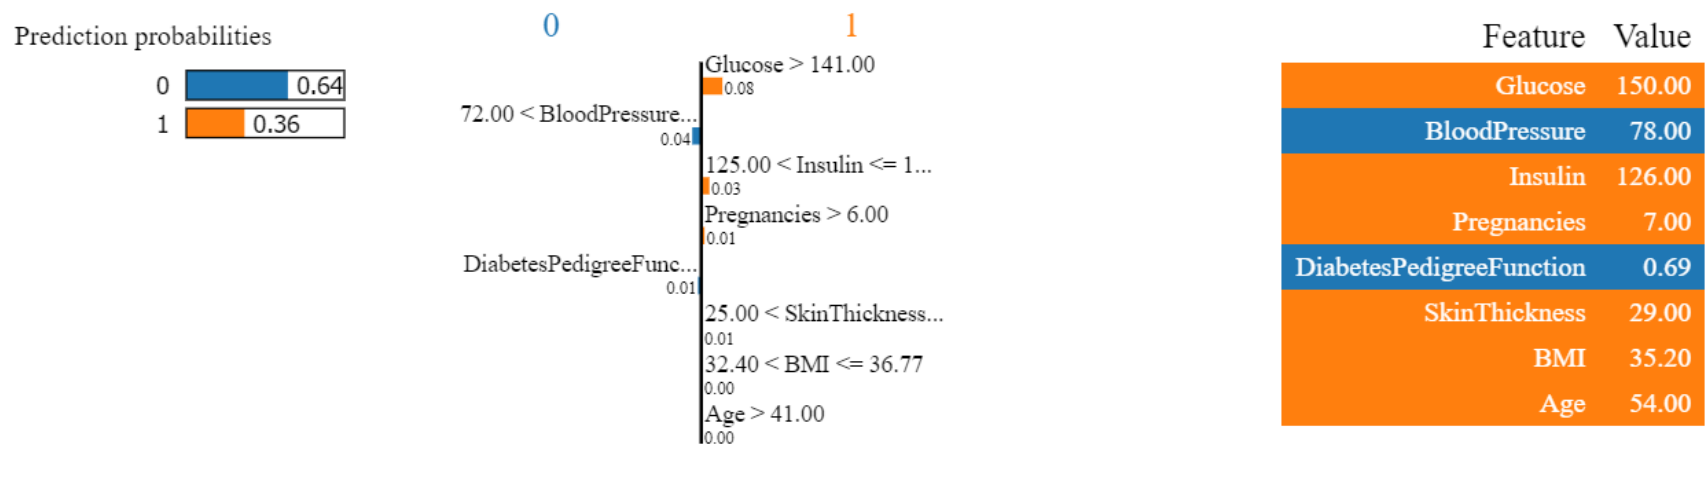 Prediction probabilities
0 0.64
1 0.36
0 1
Glucose > 141.00
0.08
72.00 < BloodPressure...
0.04
125.00 < Insulin <= 1...
0.03
Pregnancies > 6.00
0.01
DiabetesPedigreeFunc...
0.01
25.00 < SkinThickness...
0.01
32.40 < BMI <= 36.77
0.00
Age > 41.00
0.00
Feature Value
Glucose 150.00
BloodPressure 78.00
Insulin 126.00
Pregnancies 7.00
DiabetesPedigreeFunction 0.69
SkinThickness 29.00
BMI 35.20
Age 54.00